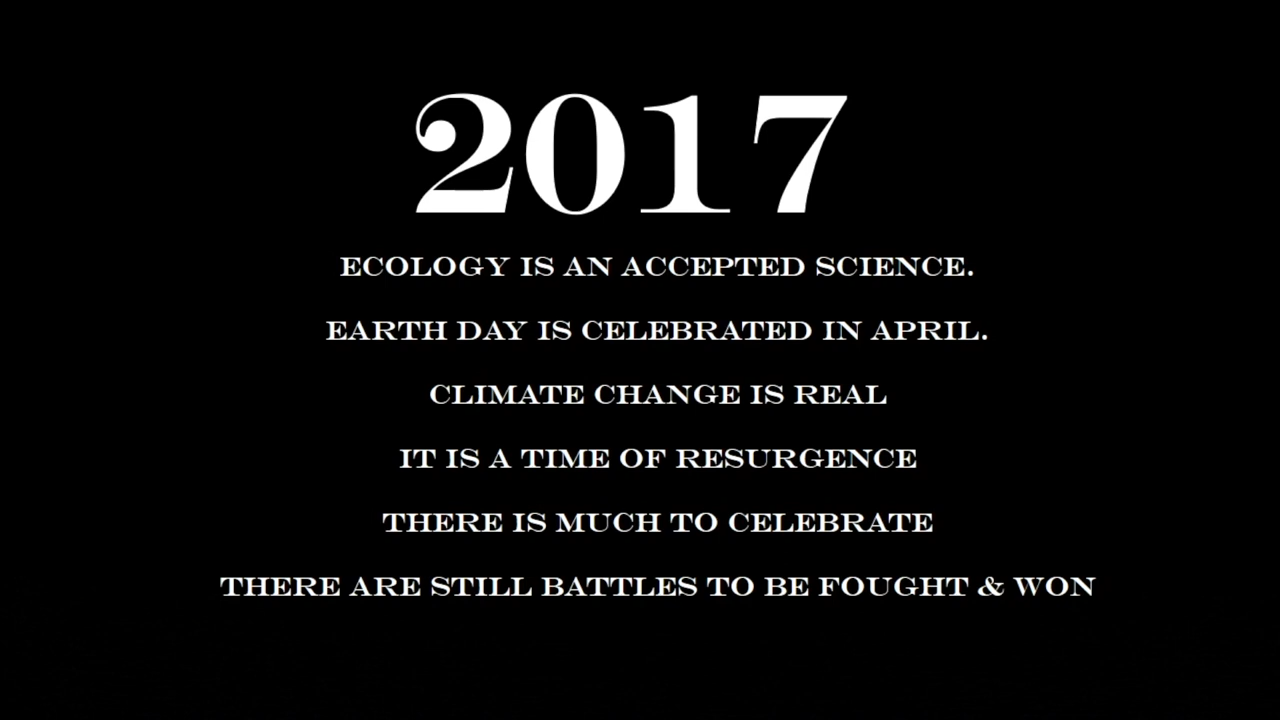 2017
ECOLOGY IS AN ACCEPTED SCIENCE.
EARTH DAY IS CELEBRATED IN APRIL.
CLIMATE CHANGE IS REAL
IT IS A TIME OF RESURGENCE
THERE IS MUCH TO CELEBRATE
THERE ARE STILL BATTLES TO BE FOUGHT & WON